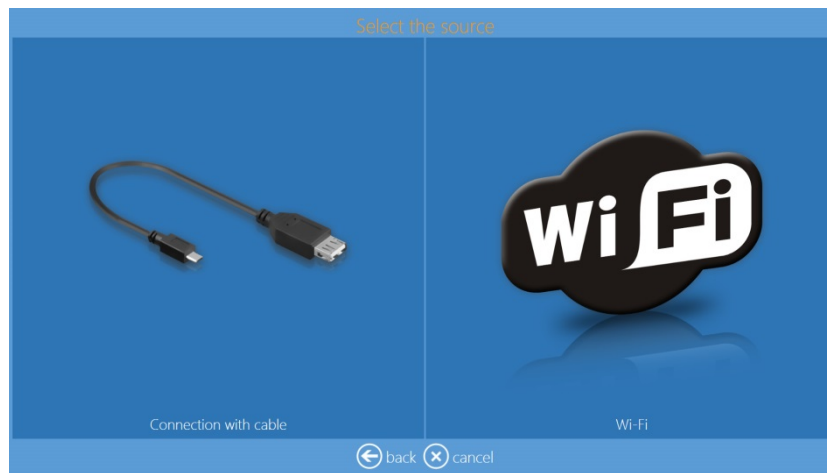 Select the source
Wi Fi
Connection with cable
Wi-Fi
back cancel